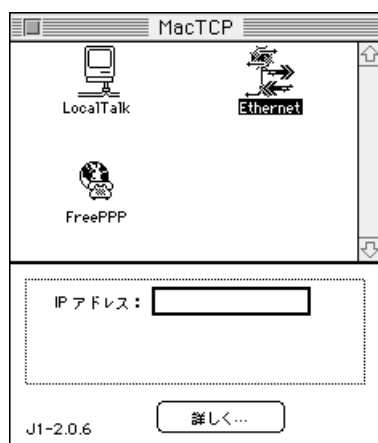 MacTCP
LocalTalk
Ethernet
FreePPP
IP アドレス：
詳しく…
J1-2.0.6